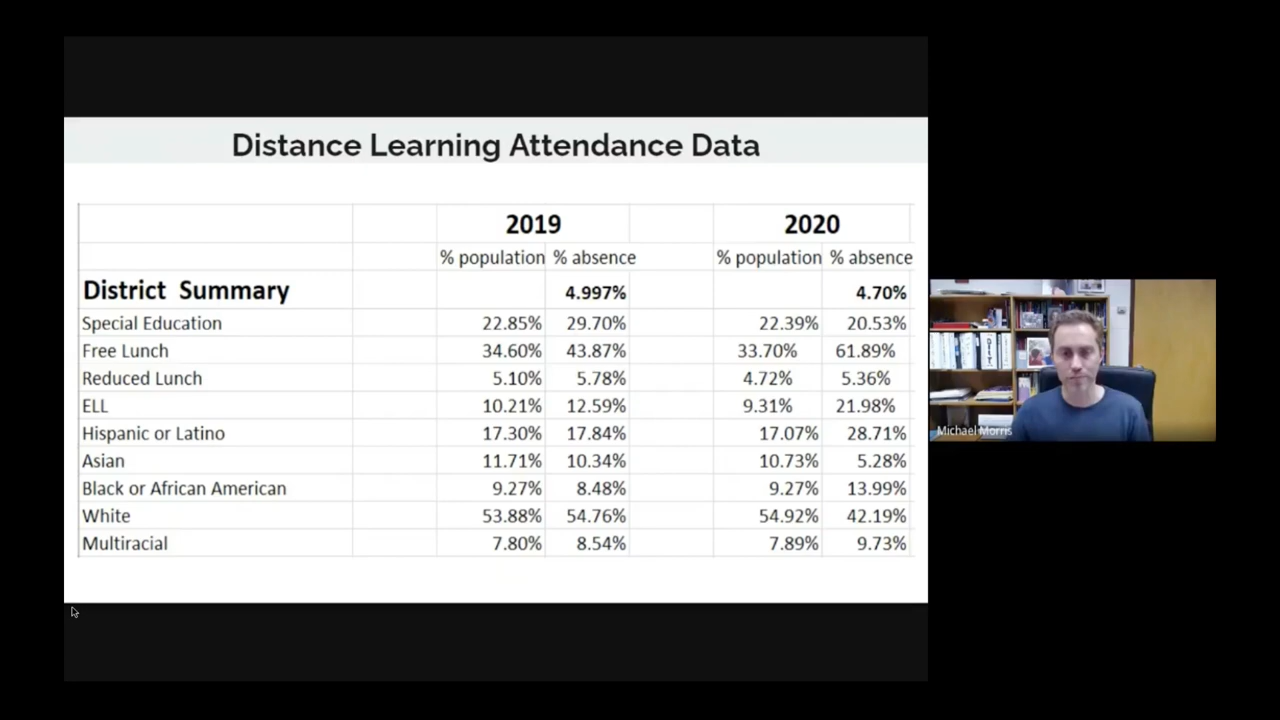 Distance Learning Attendance Data
2019 2020
% population % absence % population % absence
District Summary 4.997% 4.70%
Special Education 22.85% 29.70% 22.39% 20.53%
Free Lunch 34.60% 43.87% 33.70% 61.89%
Reduced Lunch 5.10% 5.78% 4.72% 5.36%
ELL 10.21% 12.59% 9.31% 21.98%
Hispanic or Latino 17.30% 17.84% 17.07% 28.71%
Asian 11.71% 10.34% 10.73% 5.28%
Black or African American 9.27% 8.48% 9.27% 13.99%
White 53.88% 54.76% 54.92% 42.19%
Multiracial 7.80% 8.54% 7.89% 9.73%
Michael Morris